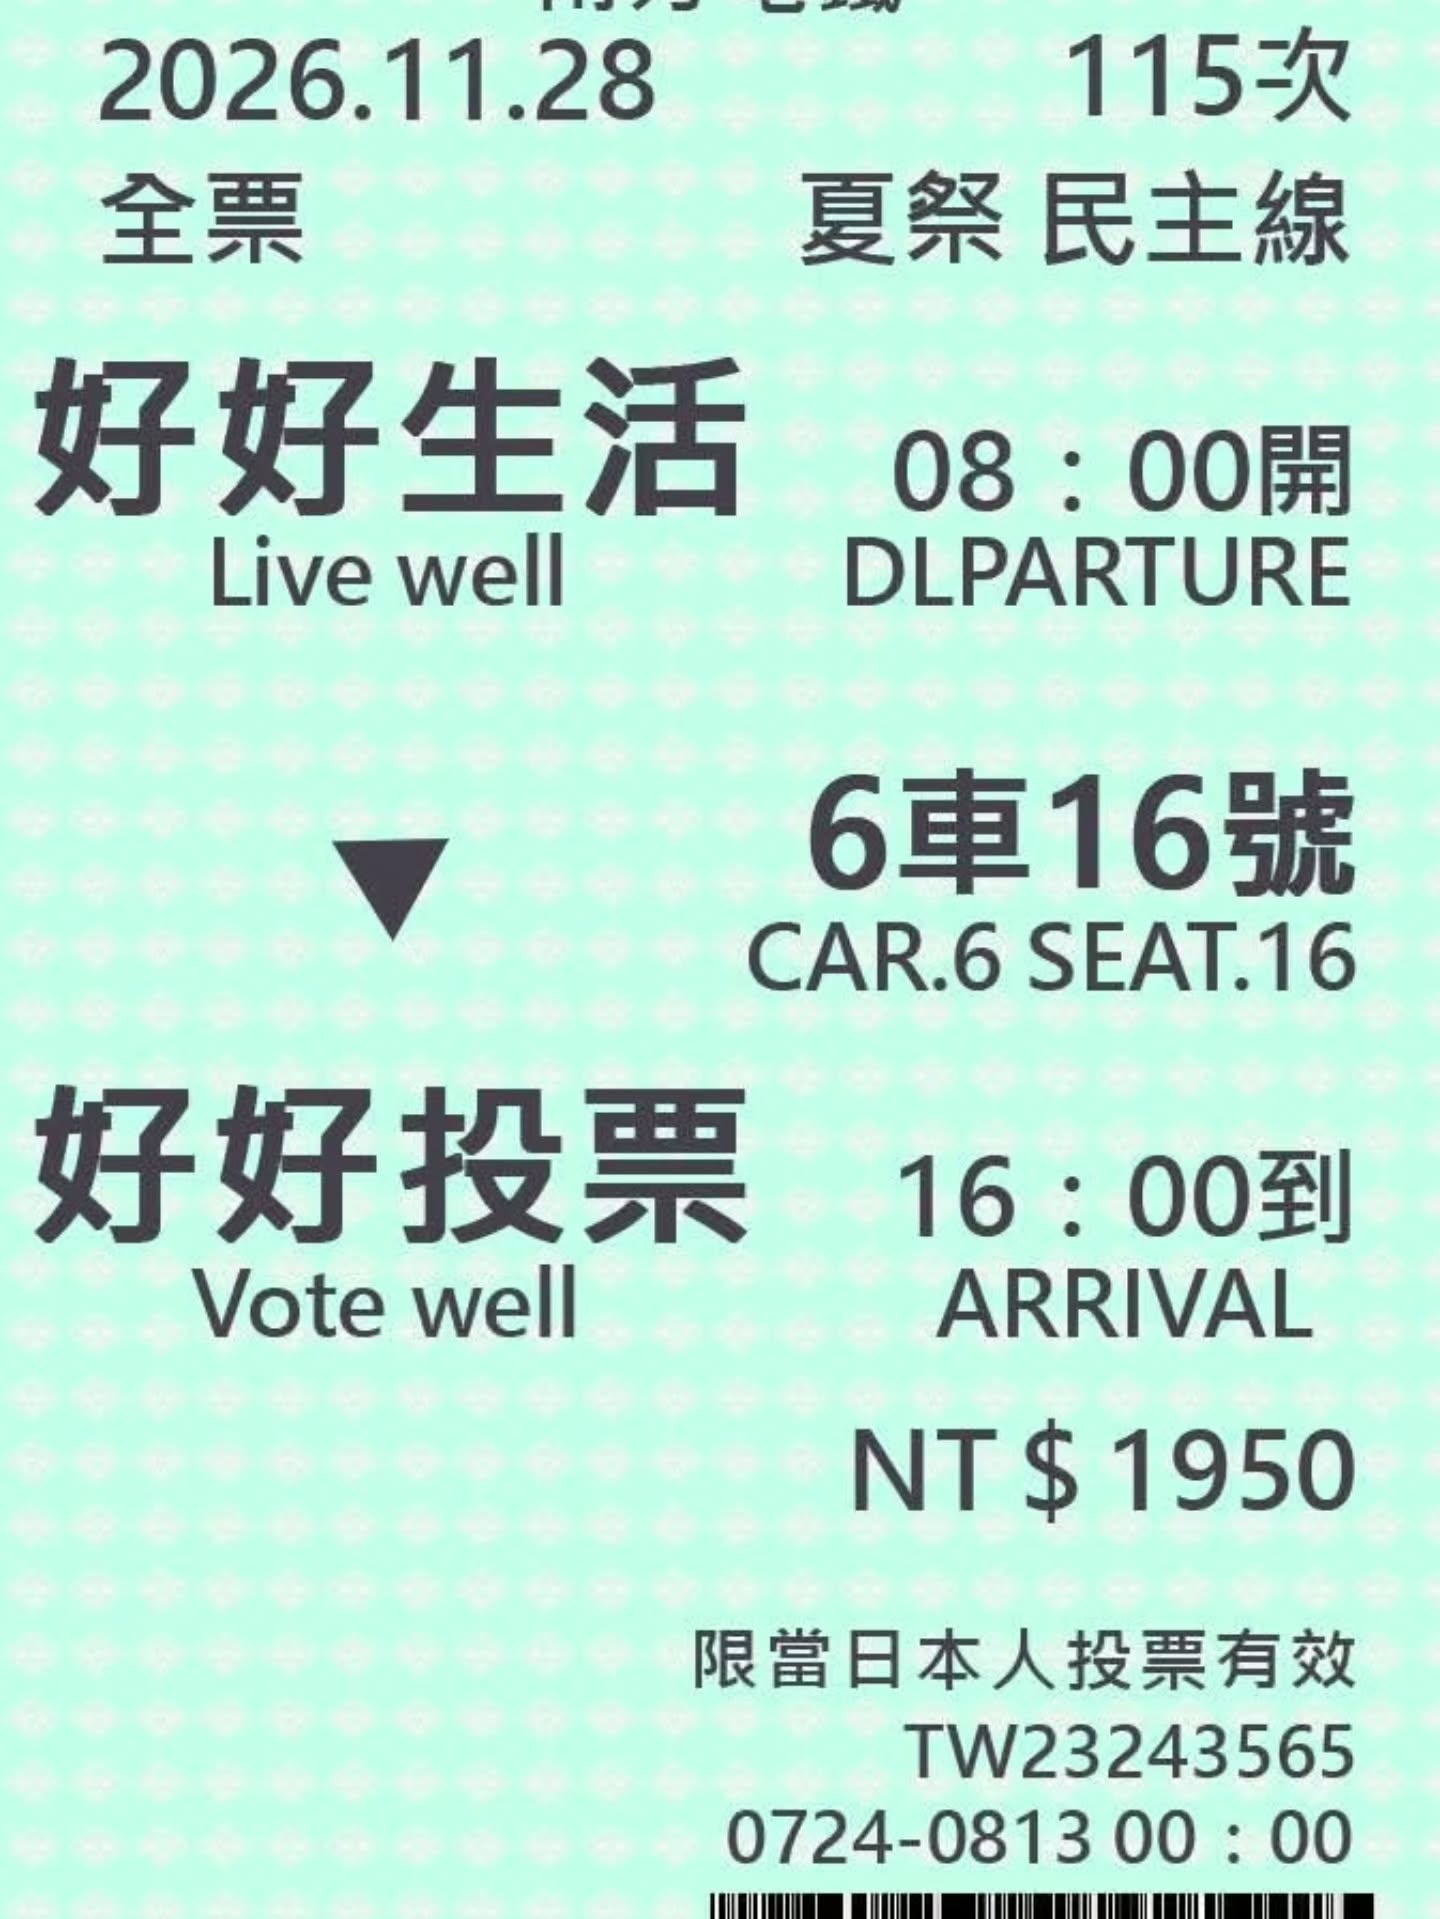 2026.11.28 115次
全票 夏祭 民主線
好好生活 08：00開
Live well DLPARTURE
6車16號
CAR.6 SEAT.16
好好投票 16：00到
Vote well ARRIVAL
NT＄1950
限當日本人投票有效
TW23243565
0724-0813 00：00